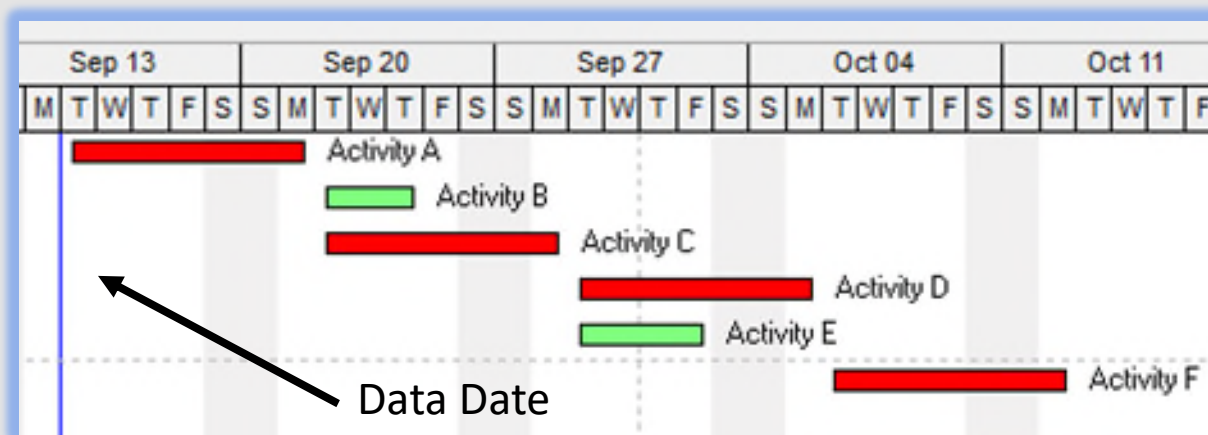 Sep 13 Sep 20 Sep 27 Oct 04 Oct 11
M T W T F S S M T W T F S S M T W T F S S M T W T F S S M T W T F
Activity A
Activity B
Activity C
Activity D
Activity E
Activity F
Data Date